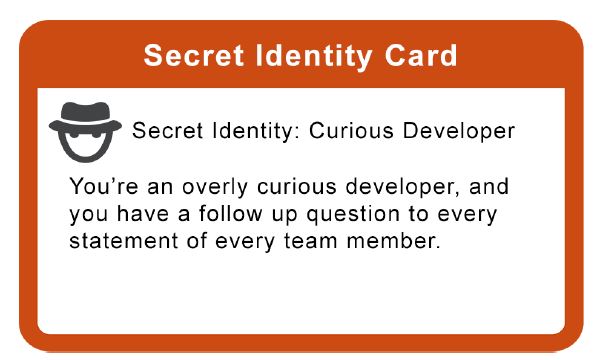 Secret Identity Card
Secret Identity: Curious Developer
You're an overly curious developer, and
you have a follow up question to every
statement of every team member.